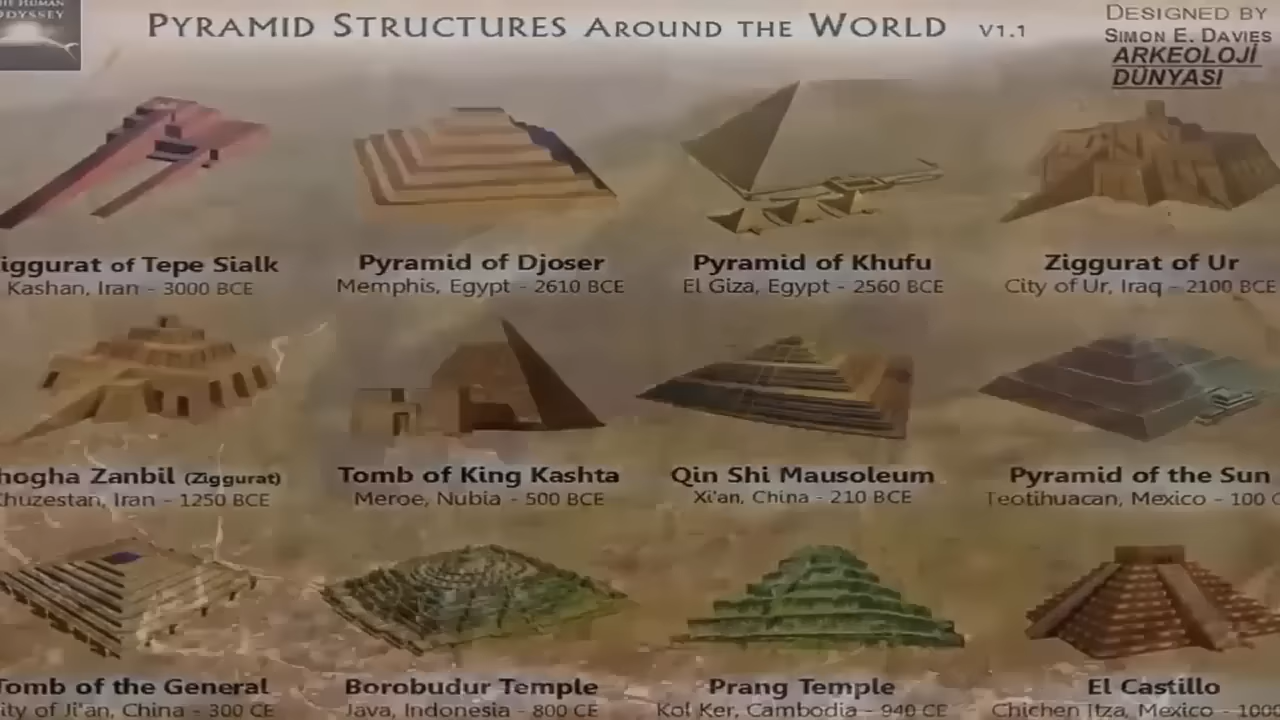 THE HUMAN
ODYSSEY
PYRAMID STRUCTURES AROUND THE WORLD V1.1
DESIGNED BY
SIMON E. DAVIES
ARKEOLOJİ
DÜNYASI
iggurat of Tepe Sialk
Kashan, Iran - 3000 BCE
Pyramid of Djoser
Memphis, Egypt - 2610 BCE
Pyramid of Khufu
El Giza, Egypt - 2560 BCE
Ziggurat of Ur
City of Ur, Iraq - 2100 BCE
hogha Zanbil (Ziggurat)
Khuzestan, Iran - 1250 BCE
Tomb of King Kashta
Meroe, Nubia - 500 BCE
Qin Shi Mausoleum
Xi'an, China - 210 BCE
Pyramid of the Sun
Teotihuacan, Mexico - 100 C
Tomb of the General
ity of Ji'an, China - 300 CE
Borobudur Temple
Java, Indonesia - 800 CE
Prang Temple
Kol Ker, Cambodia - 940 CE
El Castillo
Chichen Itza, Mexico - 1000